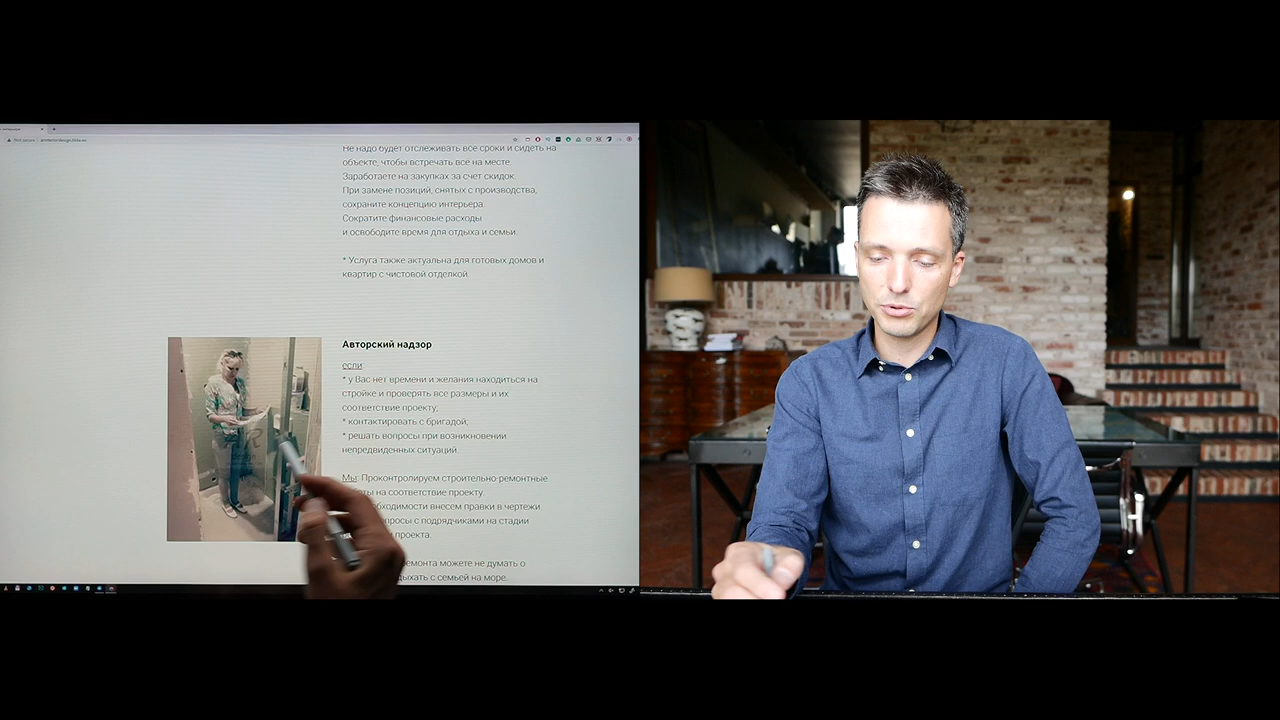 Не надо будет отслеживать все сроки и сидеть на
объекте, чтобы встречать все на месте.
Заработаете на закупках за счет скидок.
При замене позиций, снятых с производства,
сохраните концепцию интерьера.
Сократите финансовые расходы
и освободите время для отдыха и семьи.
* Услуга также актуальна для готовых домов и
квартир с чистовой отделкой.
Авторский надзор
если:
* у Вас нет времени и желания находиться на
стройке и проверять все размеры и их
соответствие проекту;
* контактировать с бригадой;
* решать вопросы при возникновении
непредвиденных ситуаций.
Мы: Проконтролируем строительно-ремонтные
на соответствие проекту.
внесем правки в чертежи.
с подрядчиками на стадии
проекта.
можете не думать о
с семьей на море.